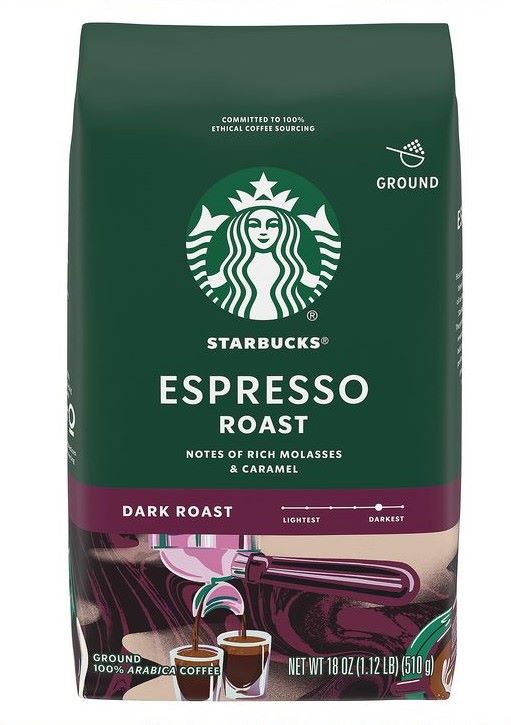 COMMITTED TO 100%
ETHICAL COFFEE SOURCING
GROUND
®
STARBUCKS®
ESPRESSO
ROAST
NOTES OF RICH MOLASSES
& CARAMEL
DARK ROAST
LIGHTEST
DARKEST
GROUND
100% ARABICA COFFEE
NET WT 18 OZ (1.12 LB) (510 g)